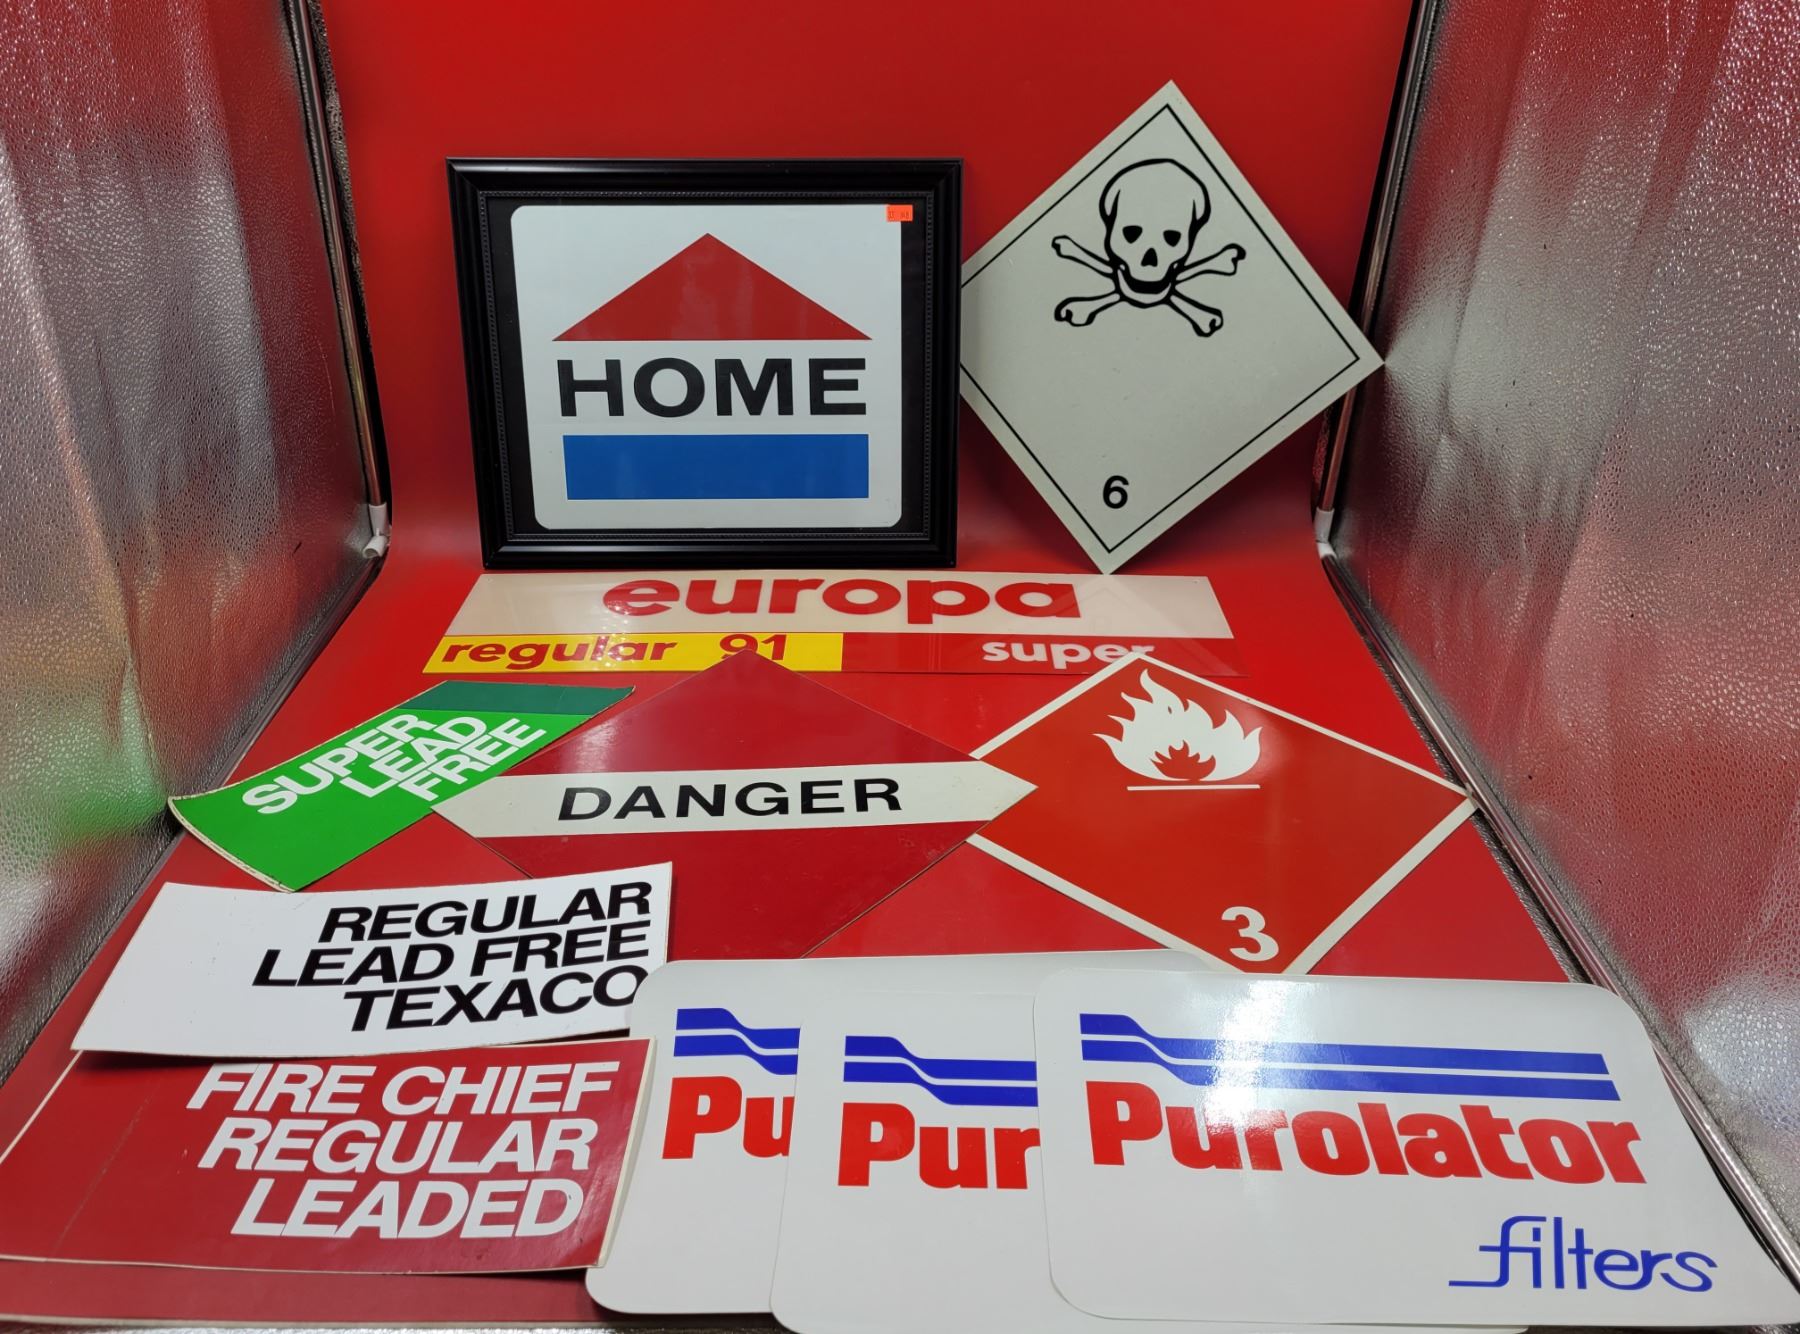 HOME
6
europa
regular 91
super
SUPER
LEAD
FREE
DANGER
3
REGULAR
LEAD FREE
TEXACO
FIRE CHIEF
REGULAR
LEADED
Pu
Pur
Purolator
filters